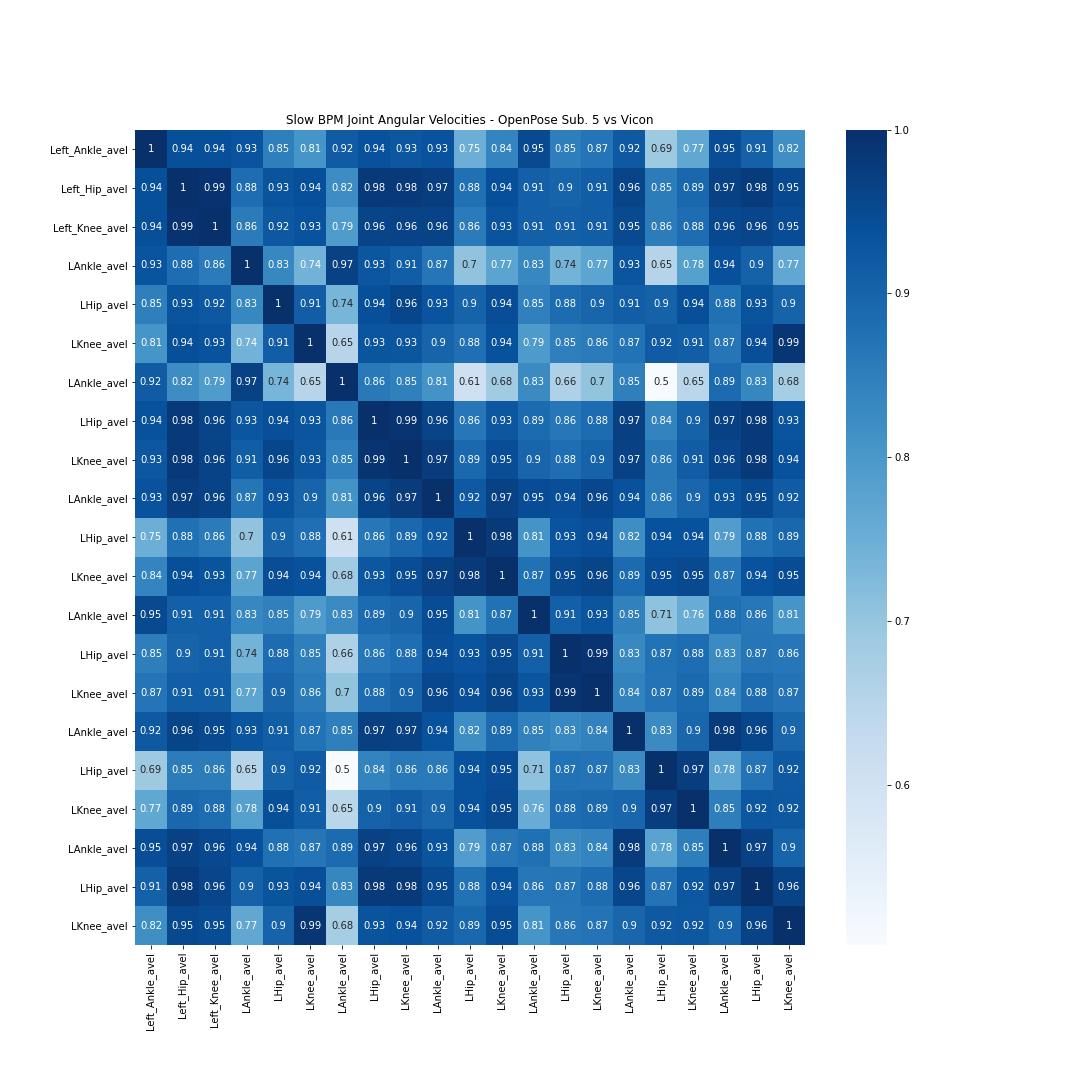 Slow BPM Joint Angular Velocities - OpenPose Sub. 5 vs Vicon
Left_Ankle_avel 1 0.94 0.94 0.93 0.85 0.81 0.92 0.94 0.93 0.93 0.75 0.84 0.95 0.85 0.87 0.92 0.69 0.77 0.95 0.91 0.82
Left_Hip_avel 0.94 1 0.99 0.88 0.93 0.94 0.82 0.98 0.98 0.97 0.88 0.94 0.91 0.9 0.91 0.96 0.85 0.89 0.97 0.98 0.95
Left_Knee_avel 0.94 0.99 1 0.86 0.92 0.93 0.79 0.96 0.96 0.96 0.86 0.93 0.91 0.91 0.91 0.95 0.86 0.88 0.96 0.96 0.95
LAnkle_avel 0.93 0.88 0.86 1 0.83 0.74 0.97 0.93 0.91 0.87 0.7 0.77 0.83 0.74 0.77 0.93 0.65 0.78 0.94 0.9 0.77
LHip_avel 0.85 0.93 0.92 0.83 1 0.91 0.74 0.94 0.96 0.93 0.9 0.94 0.85 0.88 0.9 0.91 0.9 0.94 0.88 0.93 0.9
LKnee_avel 0.81 0.94 0.93 0.74 0.91 1 0.65 0.93 0.93 0.9 0.88 0.94 0.79 0.85 0.86 0.87 0.92 0.91 0.87 0.94 0.99
LAnkle_avel 0.92 0.82 0.79 0.97 0.74 0.65 1 0.86 0.85 0.81 0.61 0.68 0.83 0.66 0.7 0.85 0.5 0.65 0.89 0.83 0.68
LHip_avel 0.94 0.98 0.96 0.93 0.94 0.93 0.86 1 0.99 0.96 0.86 0.93 0.89 0.86 0.88 0.97 0.84 0.9 0.97 0.98 0.93
LKnee_avel 0.93 0.98 0.96 0.91 0.96 0.93 0.85 0.99 1 0.97 0.89 0.95 0.9 0.88 0.9 0.97 0.86 0.91 0.96 0.98 0.94
LAnkle_avel 0.93 0.97 0.96 0.87 0.93 0.9 0.81 0.96 0.97 1 0.92 0.97 0.95 0.94 0.96 0.94 0.86 0.9 0.93 0.95 0.92
LHip_avel 0.75 0.88 0.86 0.7 0.9 0.88 0.61 0.86 0.89 0.92 1 0.98 0.81 0.93 0.94 0.82 0.94 0.94 0.79 0.88 0.89
LKnee_avel 0.84 0.94 0.93 0.77 0.94 0.94 0.68 0.93 0.95 0.97 0.98 1 0.87 0.95 0.96 0.89 0.95 0.95 0.87 0.94 0.95
LAnkle_avel 0.95 0.91 0.91 0.83 0.85 0.79 0.83 0.89 0.9 0.95 0.81 0.87 1 0.91 0.93 0.85 0.71 0.76 0.88 0.86 0.81
LHip_avel 0.85 0.9 0.91 0.74 0.88 0.85 0.66 0.86 0.88 0.94 0.93 0.95 0.91 1 0.99 0.83 0.87 0.88 0.83 0.87 0.86
LKnee_avel 0.87 0.91 0.91 0.77 0.9 0.86 0.7 0.88 0.9 0.96 0.94 0.96 0.93 0.99 1 0.84 0.87 0.89 0.84 0.88 0.87
LAnkle_avel 0.92 0.96 0.95 0.93 0.91 0.87 0.85 0.97 0.97 0.94 0.82 0.89 0.85 0.83 0.84 1 0.83 0.9 0.98 0.96 0.9
LHip_avel 0.69 0.85 0.86 0.65 0.9 0.92 0.5 0.84 0.86 0.86 0.94 0.95 0.71 0.87 0.87 0.83 1 0.97 0.78 0.87 0.92
LKnee_avel 0.77 0.89 0.88 0.78 0.94 0.91 0.65 0.9 0.91 0.9 0.94 0.95 0.76 0.88 0.89 0.9 0.97 1 0.85 0.92 0.92
LAnkle_avel 0.95 0.97 0.96 0.94 0.88 0.87 0.89 0.97 0.96 0.93 0.79 0.87 0.88 0.83 0.84 0.98 0.78 0.85 1 0.97 0.9
LHip_avel 0.91 0.98 0.96 0.9 0.93 0.94 0.83 0.98 0.98 0.95 0.88 0.94 0.86 0.87 0.88 0.96 0.87 0.92 0.97 1 0.96
LKnee_avel 0.82 0.95 0.95 0.77 0.9 0.99 0.68 0.93 0.94 0.92 0.89 0.95 0.81 0.86 0.87 0.9 0.92 0.92 0.9 0.96 1
Left_Ankle_avel
Left_Hip_avel
Left_Knee_avel
LAnkle_avel
LHip_avel
LKnee_avel
LAnkle_avel
LHip_avel
LKnee_avel
LAnkle_avel
LHip_avel
LKnee_avel
LAnkle_avel
LHip_avel
LKnee_avel
LAnkle_avel
LHip_avel
LKnee_avel
LAnkle_avel
LHip_avel
LKnee_avel
1.0
0.9
0.8
0.7
0.6